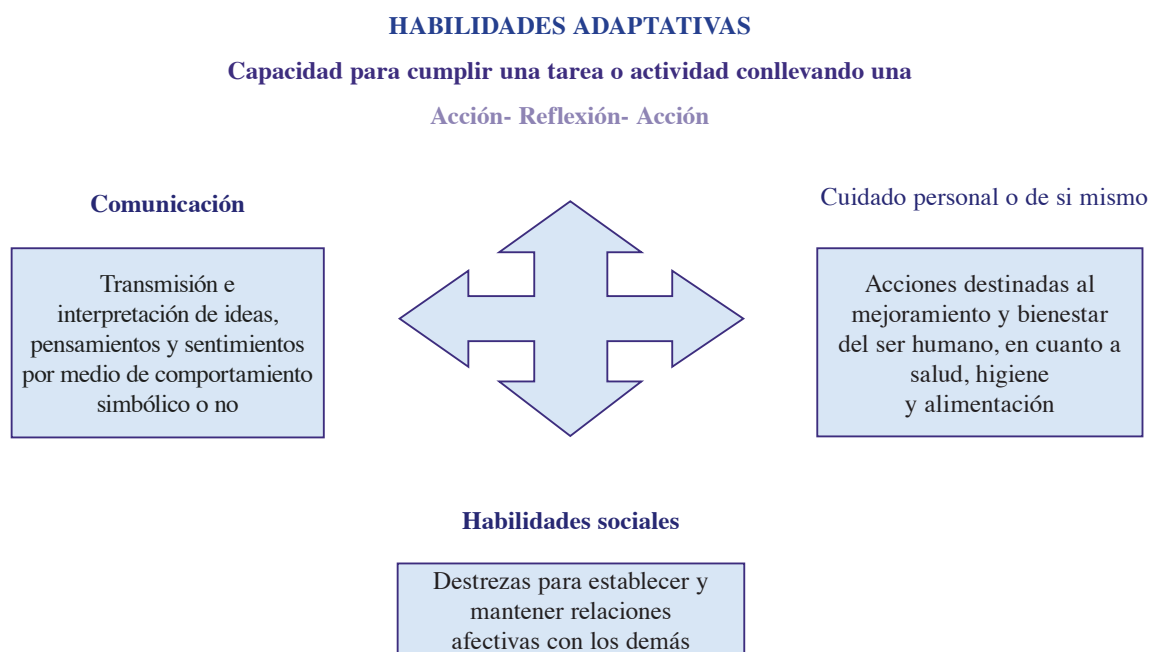 HABILIDADES ADAPTATIVAS
Capacidad para cumplir una tarea o actividad conllevando una
Acción- Reflexión- Acción
Comunicación
Transmisión e
interpretación de ideas,
pensamientos y sentimientos
por medio de comportamiento
simbólico o no
Cuidado personal o de si mismo
Acciones destinadas al
mejoramiento y bienestar
del ser humano, en cuanto a
salud, higiene
y alimentación
Habilidades sociales
Destrezas para establecer y
mantener relaciones
afectivas con los demás